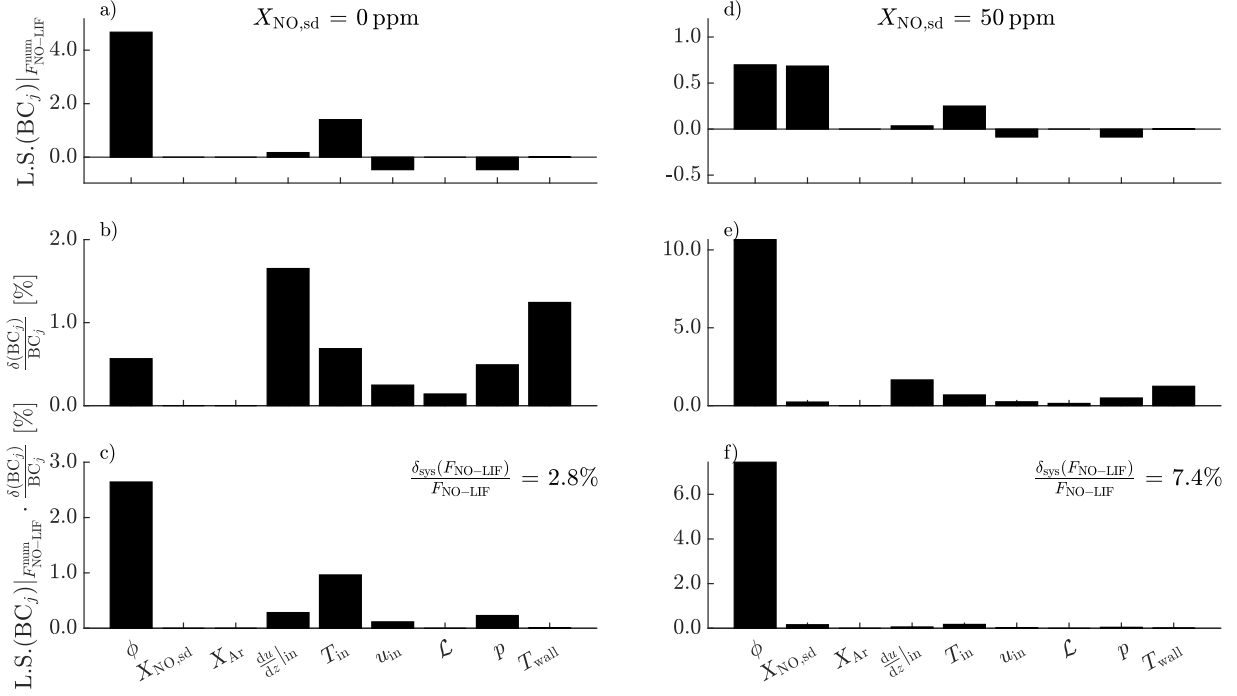 a) X_NO,sd = 0 ppm
L.S.(BC_j)|_{F^num_NO−LIF}
4.0
2.0
0.0
b)
δ(BC_j)/BC_j [%]
2.0
1.0
0.0
c)
L.S.(BC_j)|_{F^num_NO−LIF} · δ(BC_j)/BC_j [%]
δ_sys(F_NO−LIF)/F_NO−LIF = 2.8%
3.0
2.0
1.0
0.0
ϕ X_NO,sd X_Ar du/dz|_in T_in u_in ℒ p T_wall
d) X_NO,sd = 50 ppm
1.0
0.5
0.0
-0.5
e)
10.0
5.0
0.0
f)
δ_sys(F_NO−LIF)/F_NO−LIF = 7.4%
6.0
4.0
2.0
0.0
ϕ X_NO,sd X_Ar du/dz|_in T_in u_in ℒ p T_wall